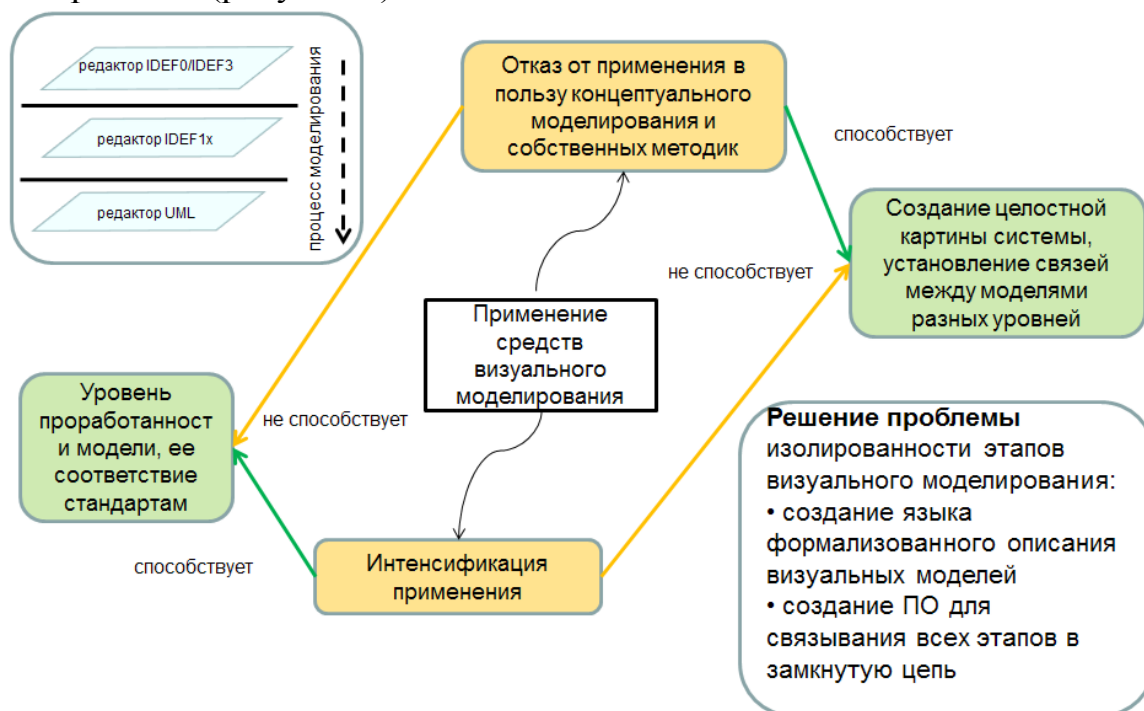 редактор IDEF0/IDEF3
редактор IDEF1x
редактор UML
процесс моделирования
Отказ от применения в
пользу концептуального
моделирования и
собственных методик
способствует
Создание целостной
картины системы,
установление связей
между моделями
разных уровней
не способствует
Применение
средств
визуального
моделирования
Уровень
проработанност
и модели, ее
соответствие
стандартам
не способствует
способствует
Интенсификация
применения
Решение проблемы
изолированности этапов
визуального моделирования:
• создание языка
формализованного описания
визуальных моделей
• создание ПО для
связывания всех этапов в
замкнутую цепь